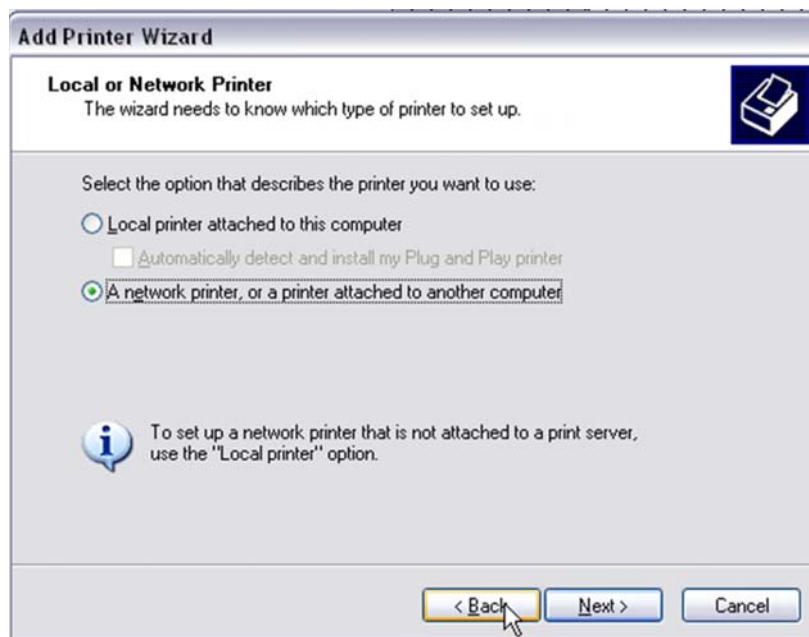 Add Printer Wizard
Local or Network Printer
The wizard needs to know which type of printer to set up.
Select the option that describes the printer you want to use:
Local printer attached to this computer
Automatically detect and install my Plug and Play printer
A network printer, or a printer attached to another computer
To set up a network printer that is not attached to a print server,
use the "Local printer" option.
< Back Next > Cancel